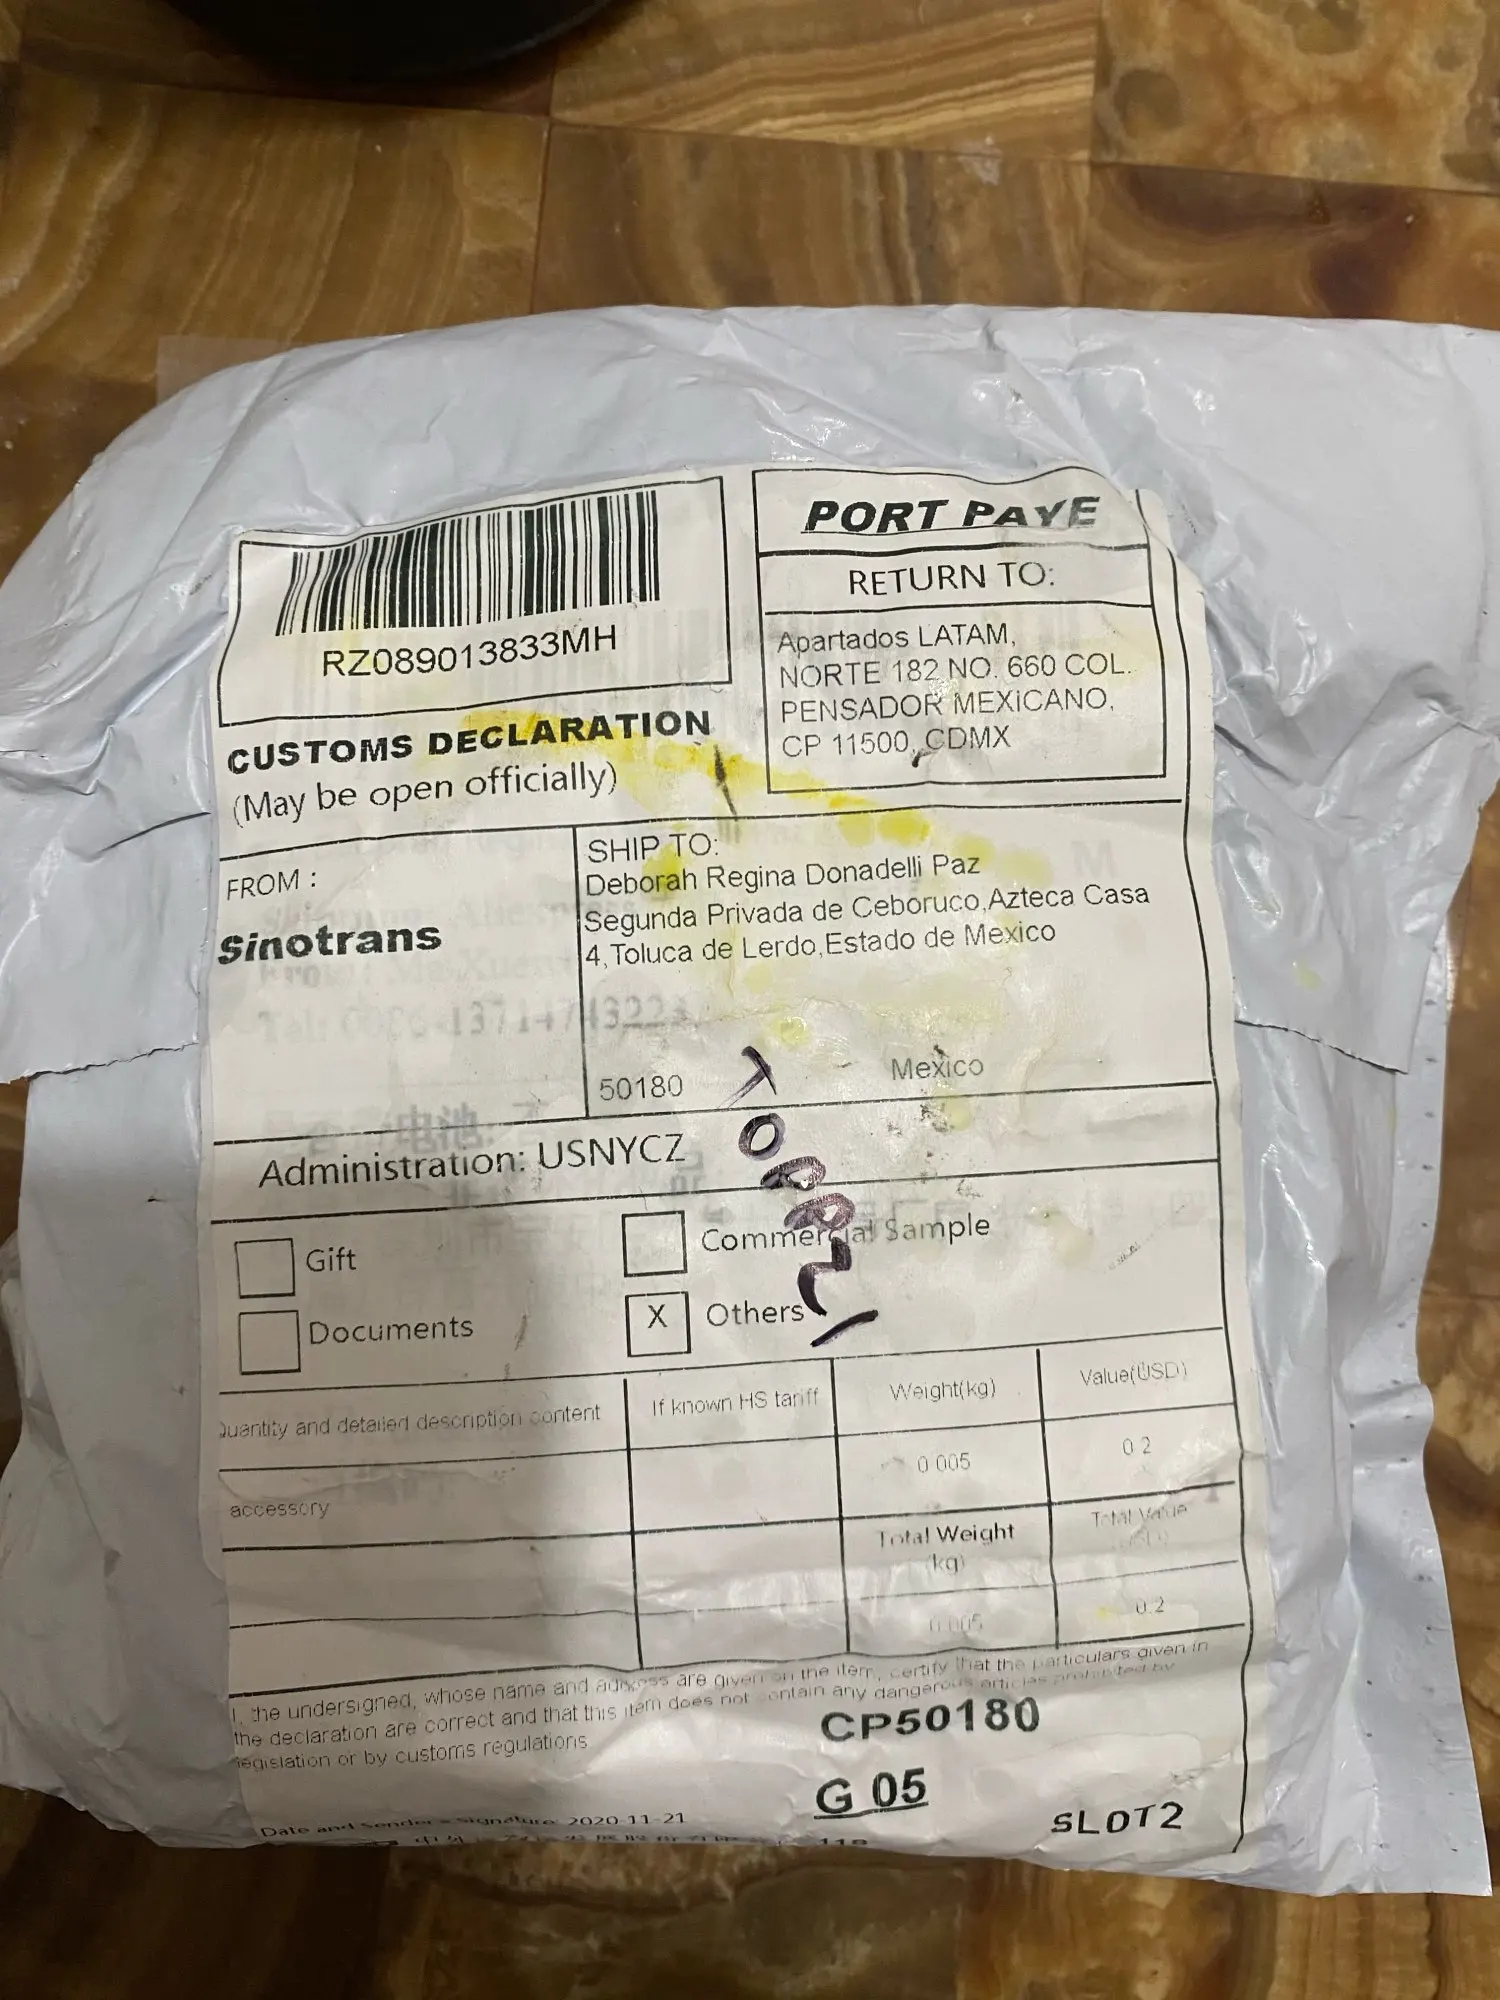 RZ089013833MH
PORT PAYE
RETURN TO:
Apartados LATAM,
NORTE 182 NO. 660 COL.
PENSADOR MEXICANO,
CP 11500, CDMX
CUSTOMS DECLARATION
(May be open officially)
FROM :
Sinotrans
SHIP TO:
Deborah Regina Donadelli Paz
Segunda Privada de Ceboruco,Azteca Casa
4,Toluca de Lerdo,Estado de Mexico
50180
Mexico
Administration: USNYCZ
Gift
Commercial Sample
Documents
X Others
Quantity and detailed description content
If known HS tariff
Weight(kg)
Value(USD)
accessory
0.005
0.2
Total Weight
(kg)
Total Value
0.005
0.2
I, the undersigned, whose name and address are given on the item, certify that the particulars given in
the declaration are correct and that this item does not contain any dangerous articles prohibited by
legislation or by customs regulations
CP50180
G 05
SLOT2
Date and Sender's Signature 2020-11-21